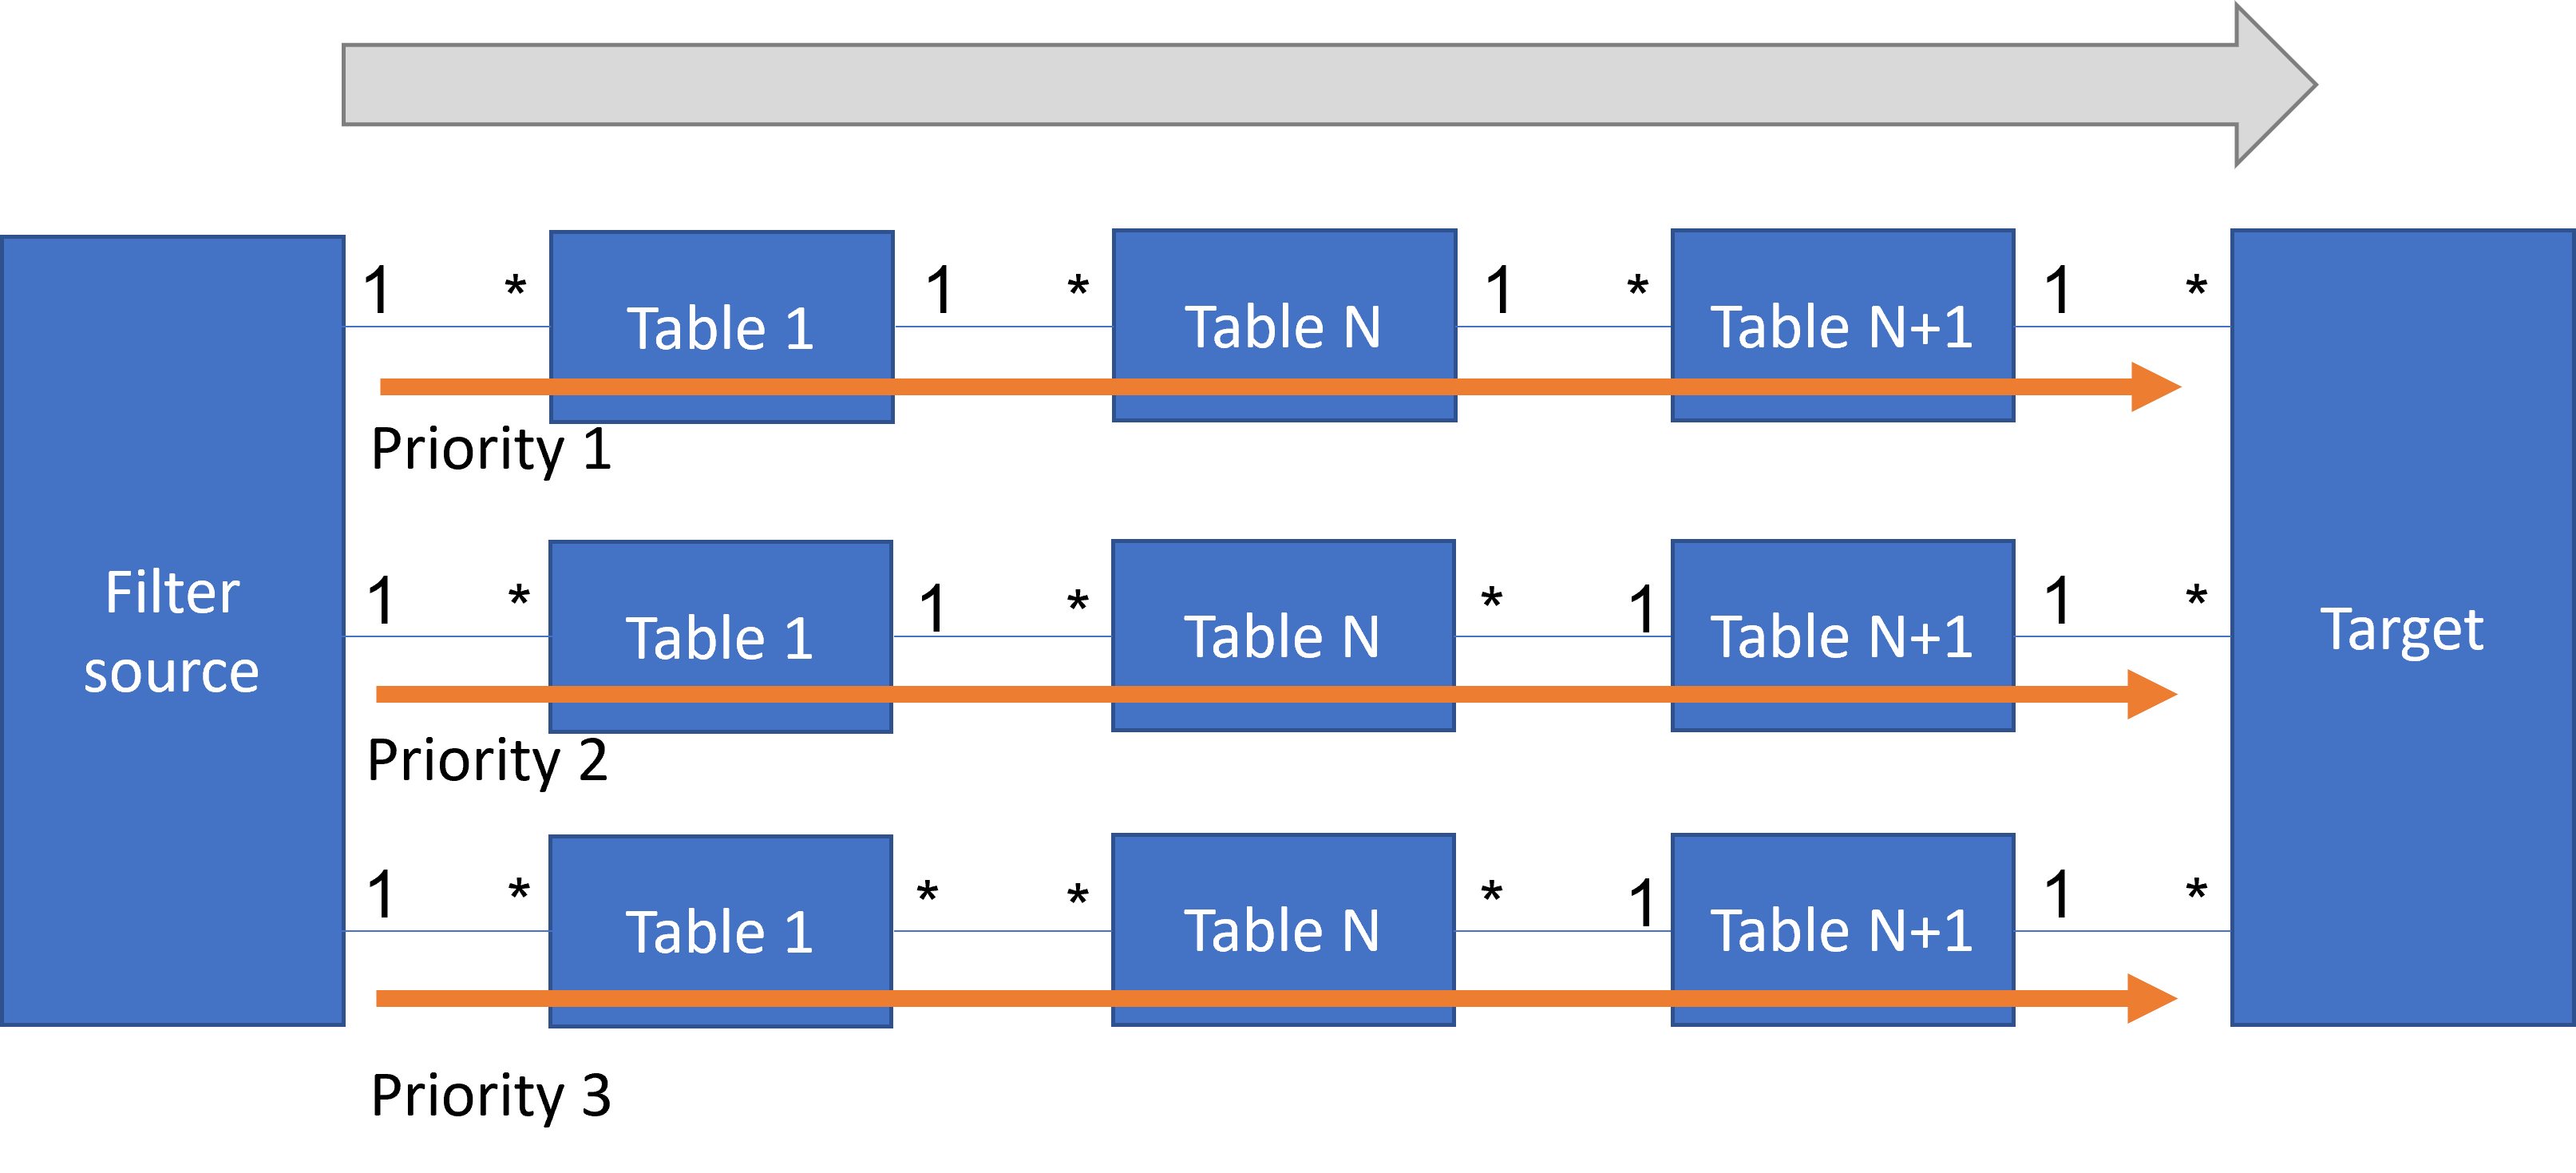 1 * Table 1 1 * Table N 1 * Table N+1 1 *
Priority 1
Filter
source
1 * Table 1 1 * Table N * 1 Table N+1 1 *
Target
Priority 2
1 * Table 1 * * Table N * 1 Table N+1 1 *
Priority 3